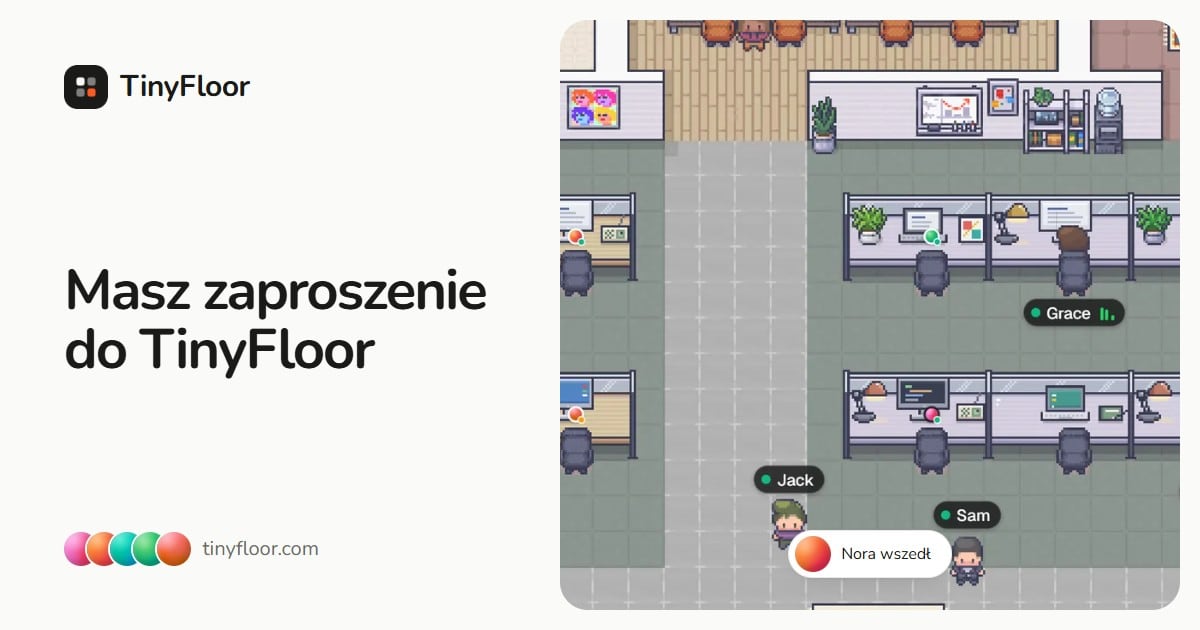 TinyFloor
Masz zaproszenie
do TinyFloor
tinyfloor.com
Grace
Jack
Sam
Nora wszedł